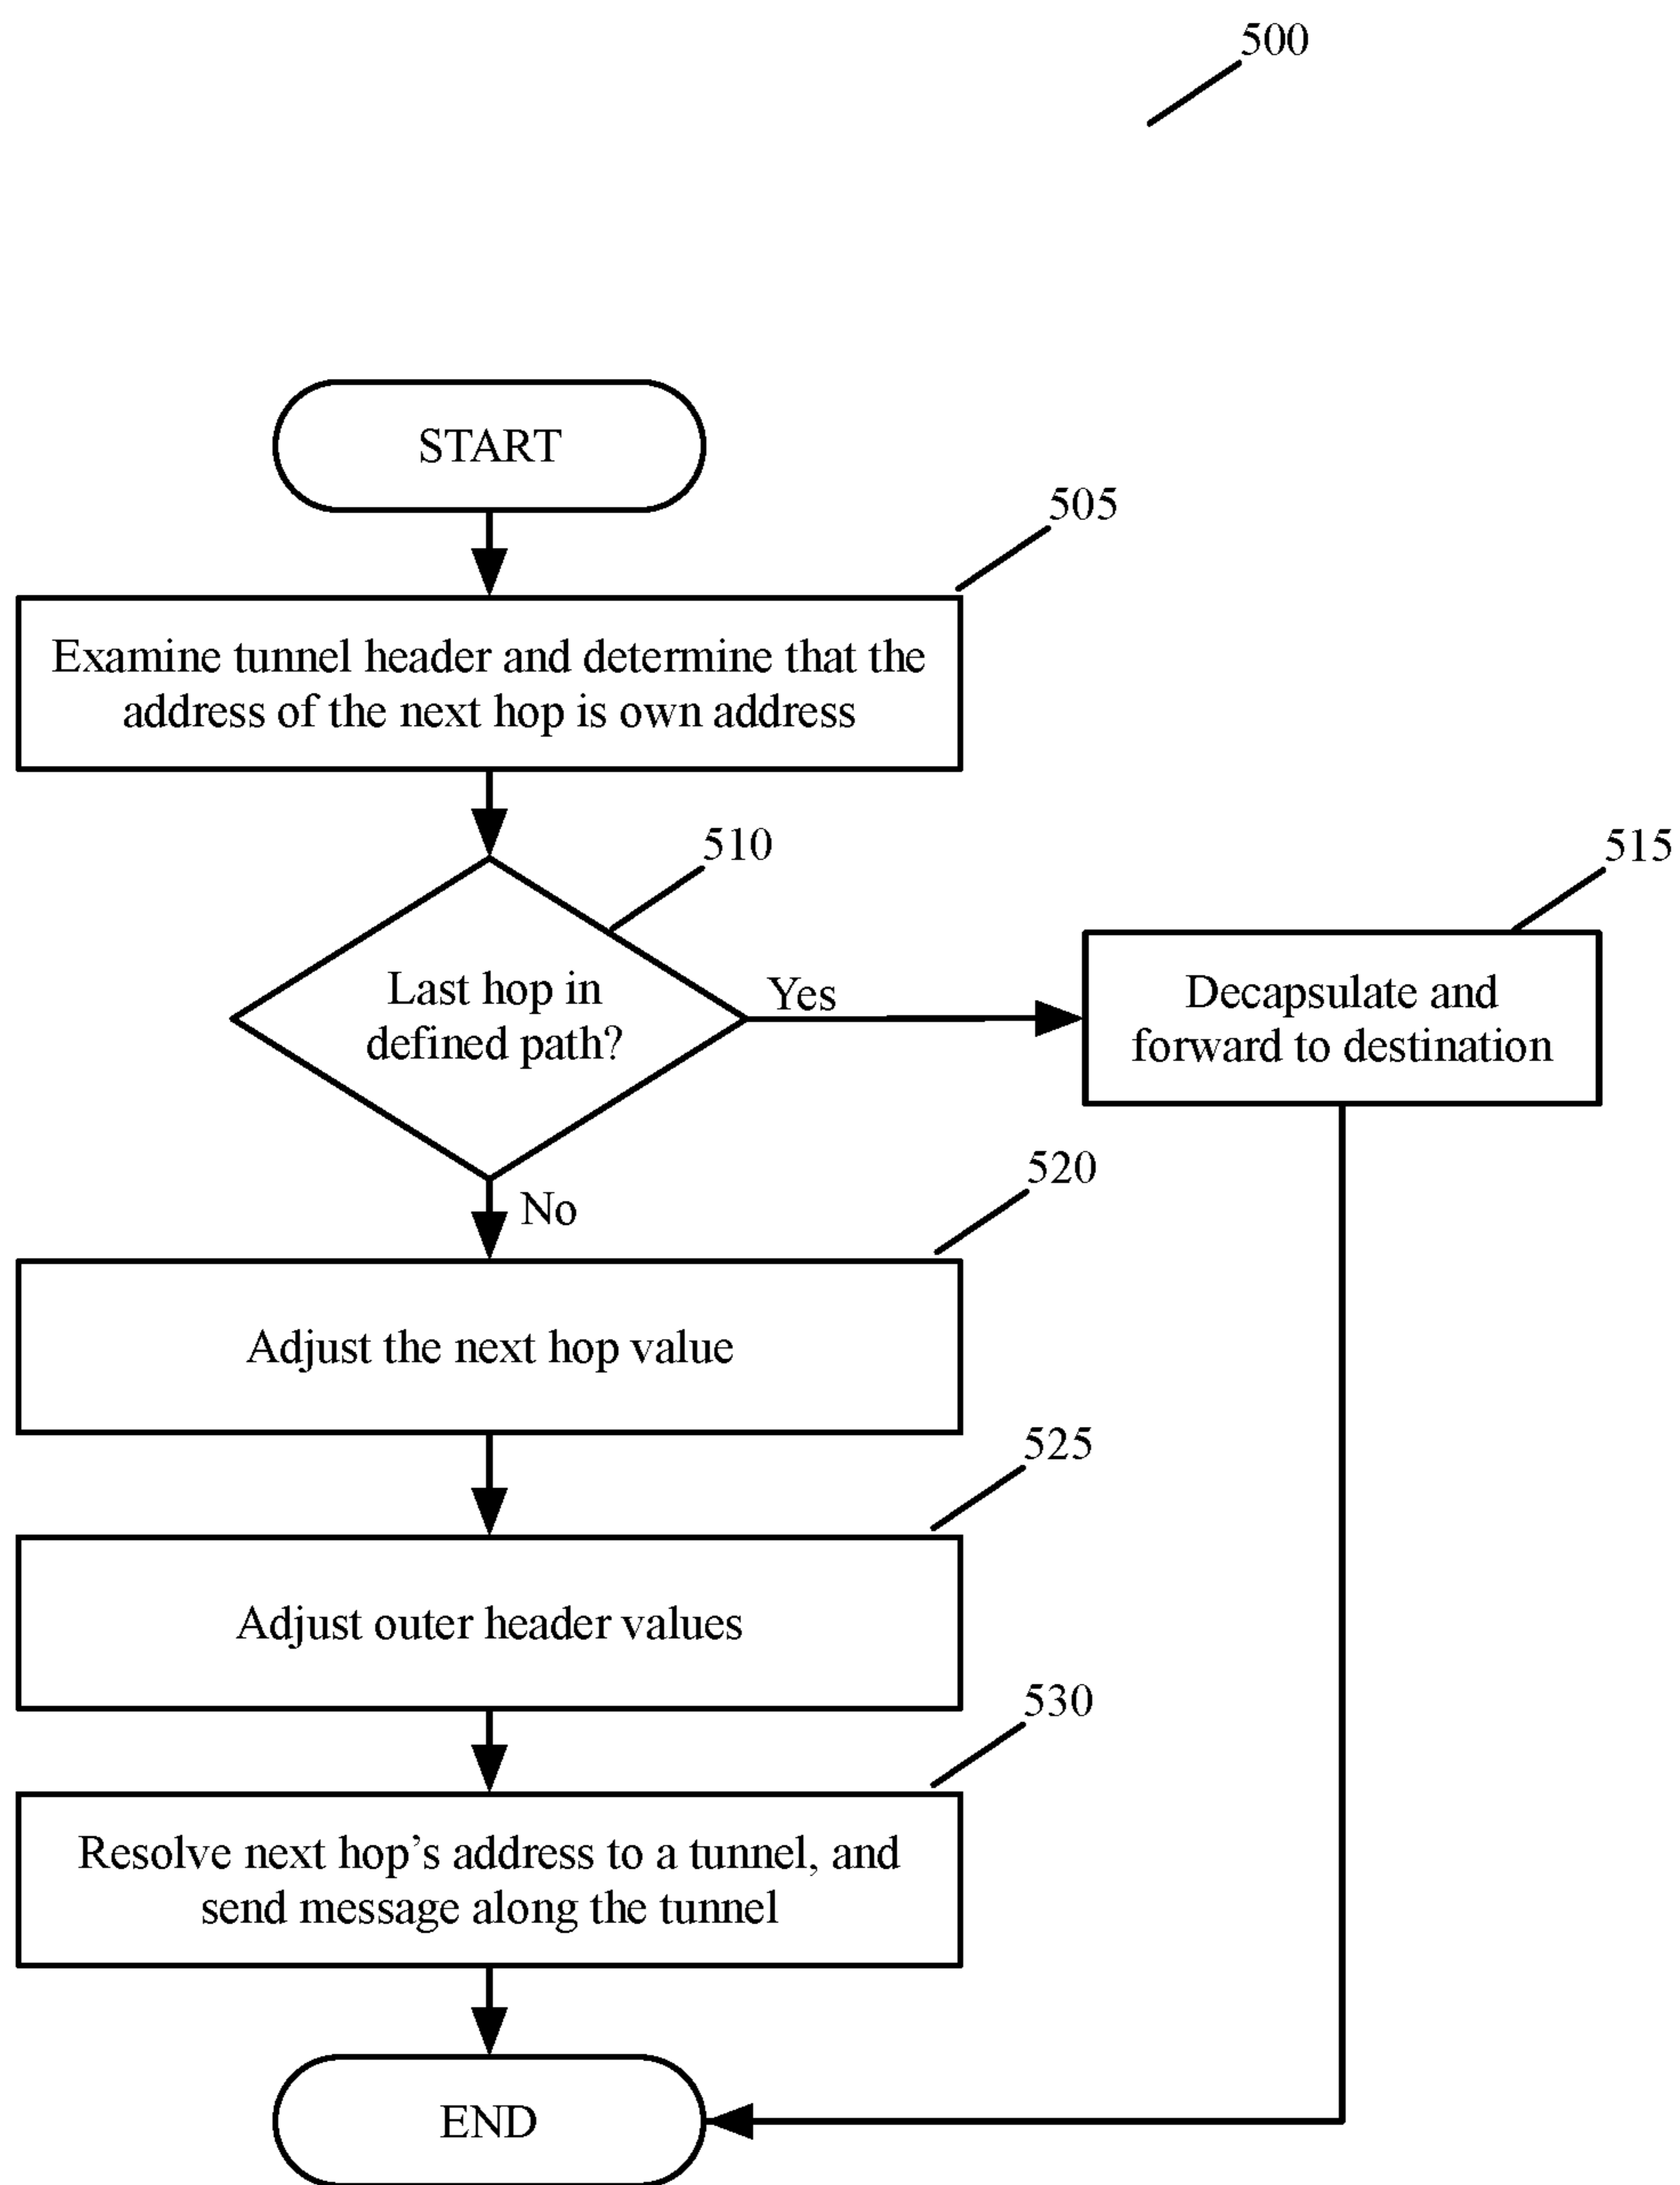 500
START
505
Examine tunnel header and determine that the
address of the next hop is own address
510
Last hop in
defined path?
Yes
515
Decapsulate and
forward to destination
No
520
Adjust the next hop value
525
Adjust outer header values
530
Resolve next hop’s address to a tunnel, and
send message along the tunnel
END